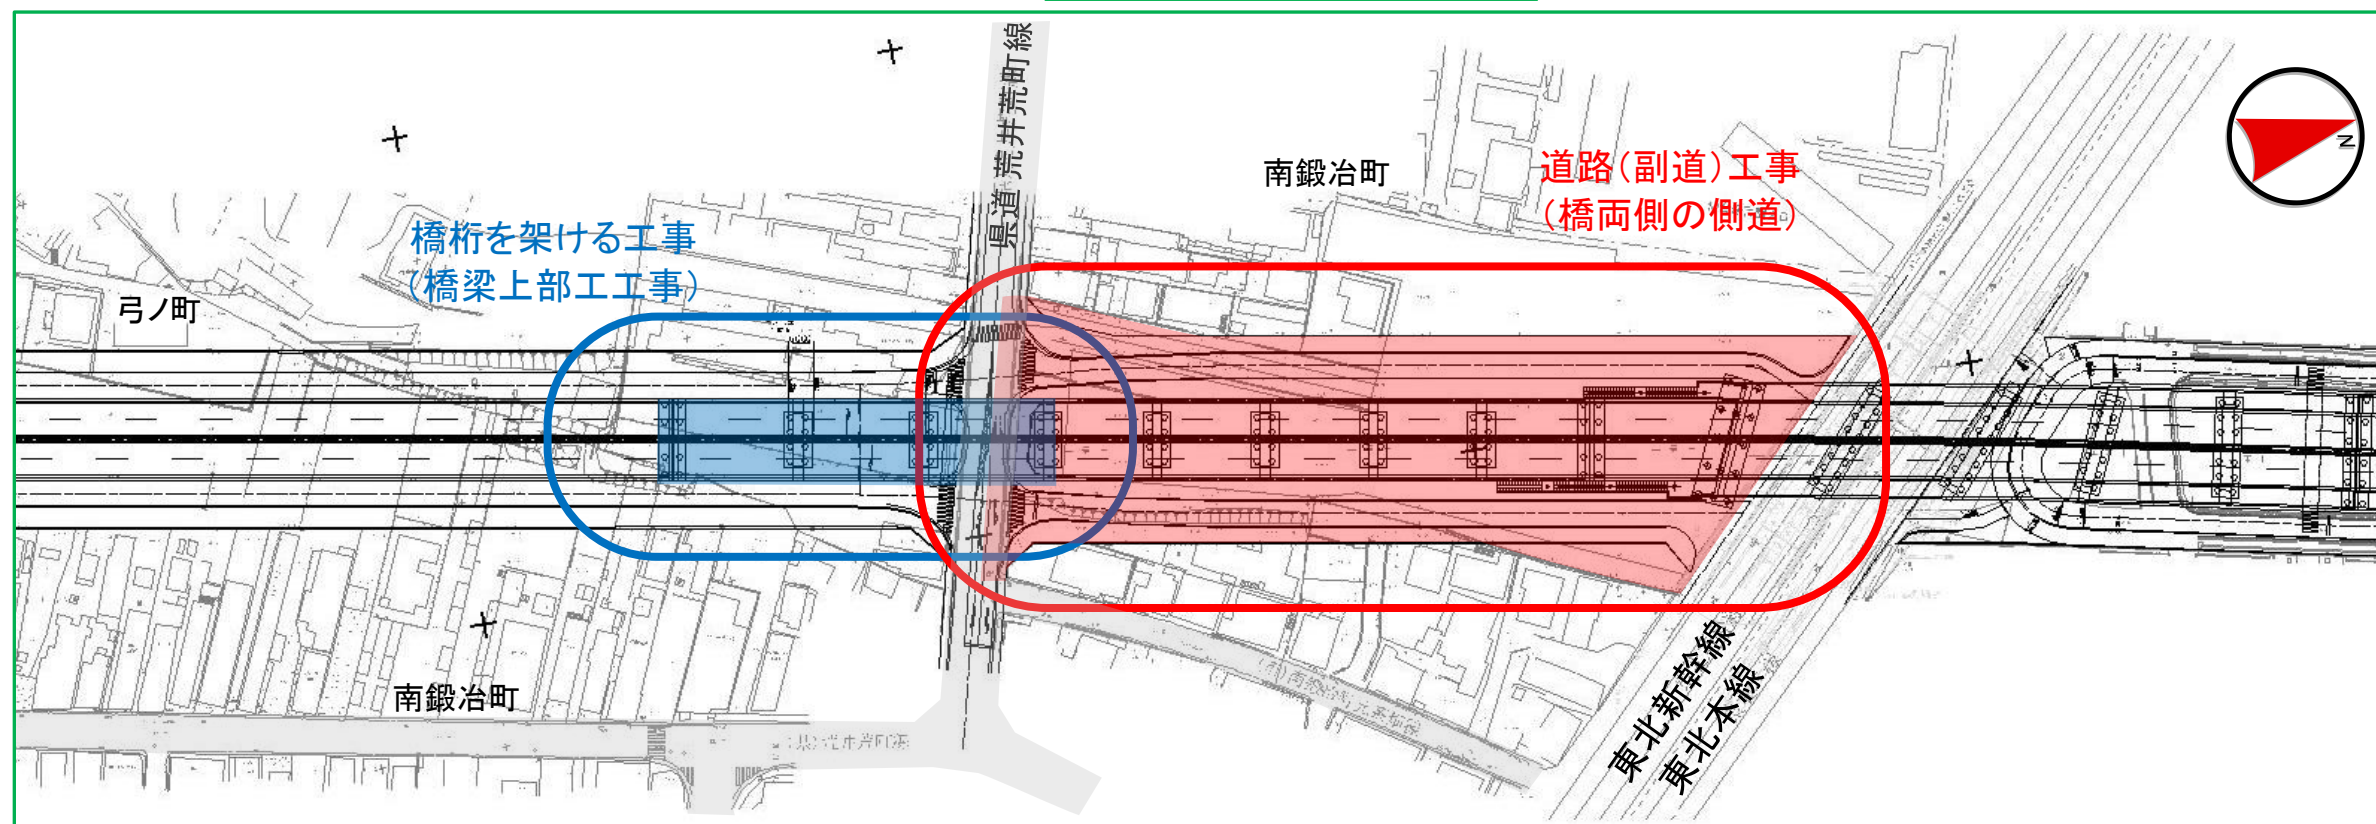 県道荒井荒町線
南鍛冶町
道路(副道)工事
(橋両側の側道)
N
橋桁を架ける工事
(橋梁上部工工事)
弓ノ町
南鍛冶町
東北新幹線
東北本線